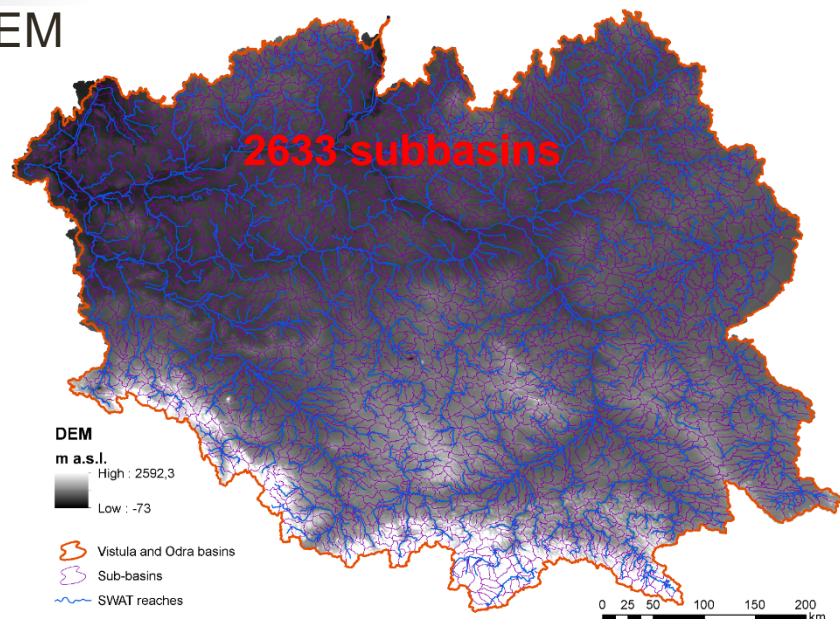 EM
2633 subbasins
DEM
m a.s.l.
High : 2592,3
Low : -73
Vistula and Odra basins
Sub-basins
SWAT reaches
0 25 50 100 150 200
km